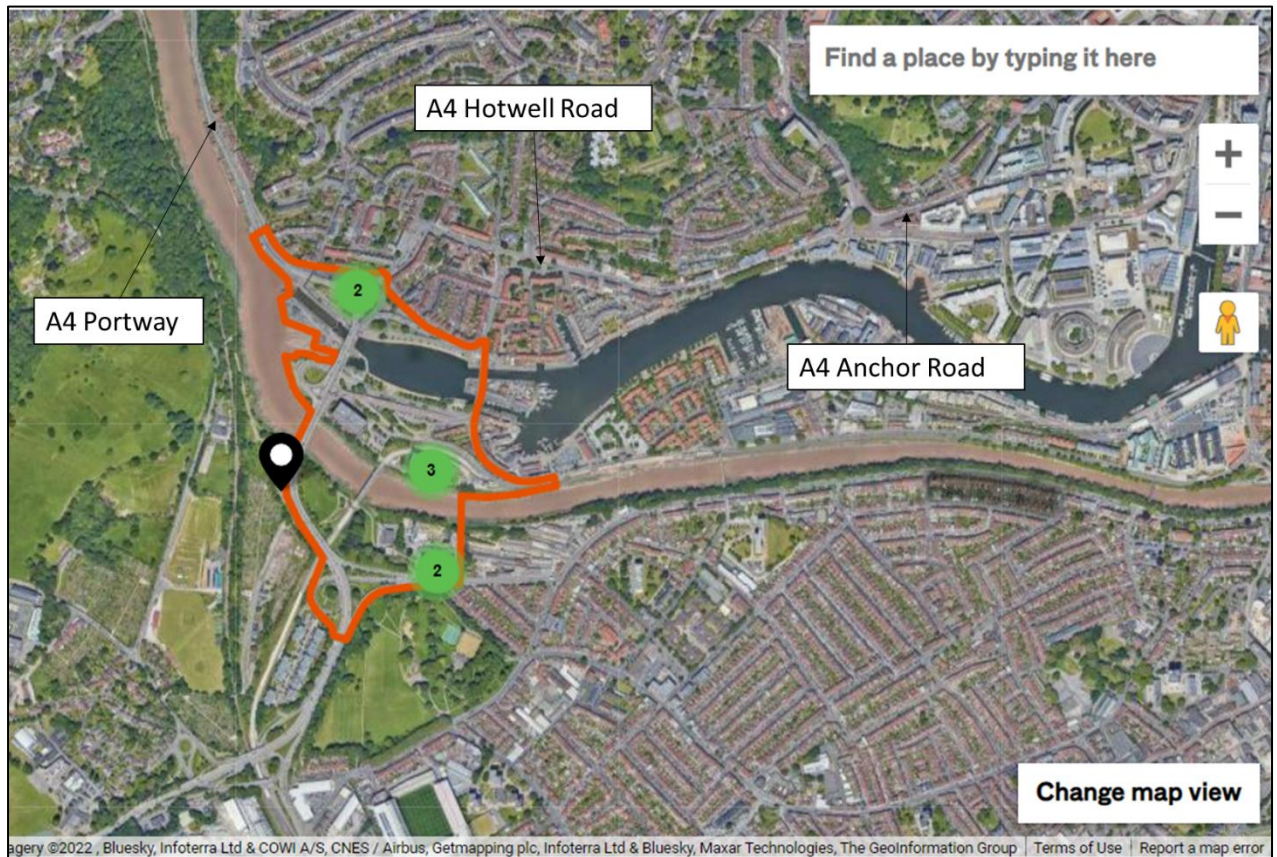 Find a place by typing it here
A4 Hotwell Road
+
−
2
A4 Portway
A4 Anchor Road
3
2
Change map view
agery ©2022 , Bluesky, Infoterra Ltd & COWI A/S, CNES / Airbus, Getmapping plc, Infoterra Ltd & Bluesky, Maxar Technologies, The GeoInformation Group
Terms of Use
Report a map error